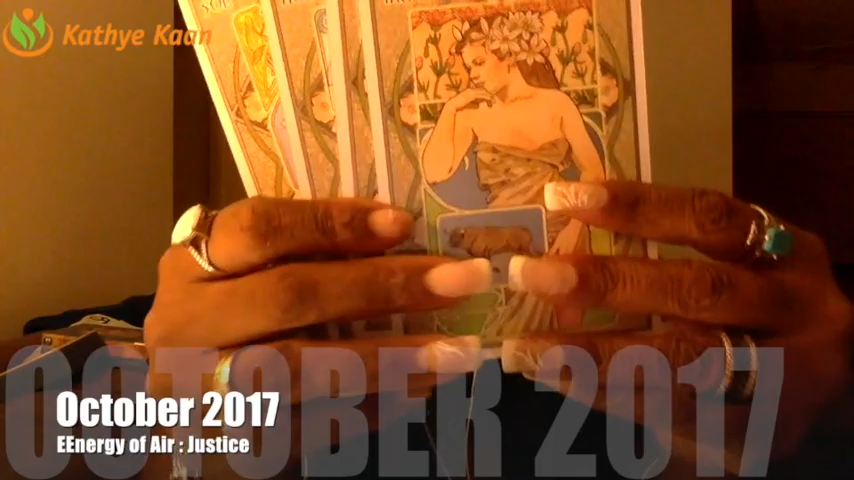 Kathye Kaan
OCTOBER 2017
October 2017
EEnergy of Air : Justice